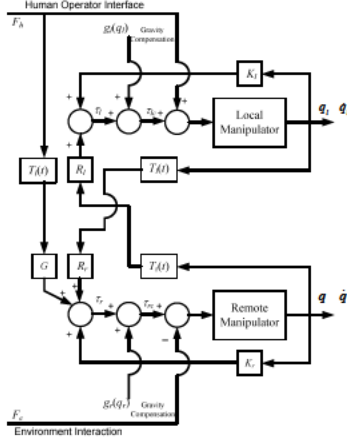 Human Operator Interface
F_h
g_l(q_l) Gravity
Compensation
K_l
+ + +
+ τ_l + τ_lc +
Local
Manipulator
q_l q
+
T_l(t) R_l T_l(t)
G R_r T_r(t)
+ + τ_r + τ_rc +
Remote
Manipulator
q q̇
+ + −
K_r
g_r(q_r) Gravity
Compensation
F_e
Environment Interaction